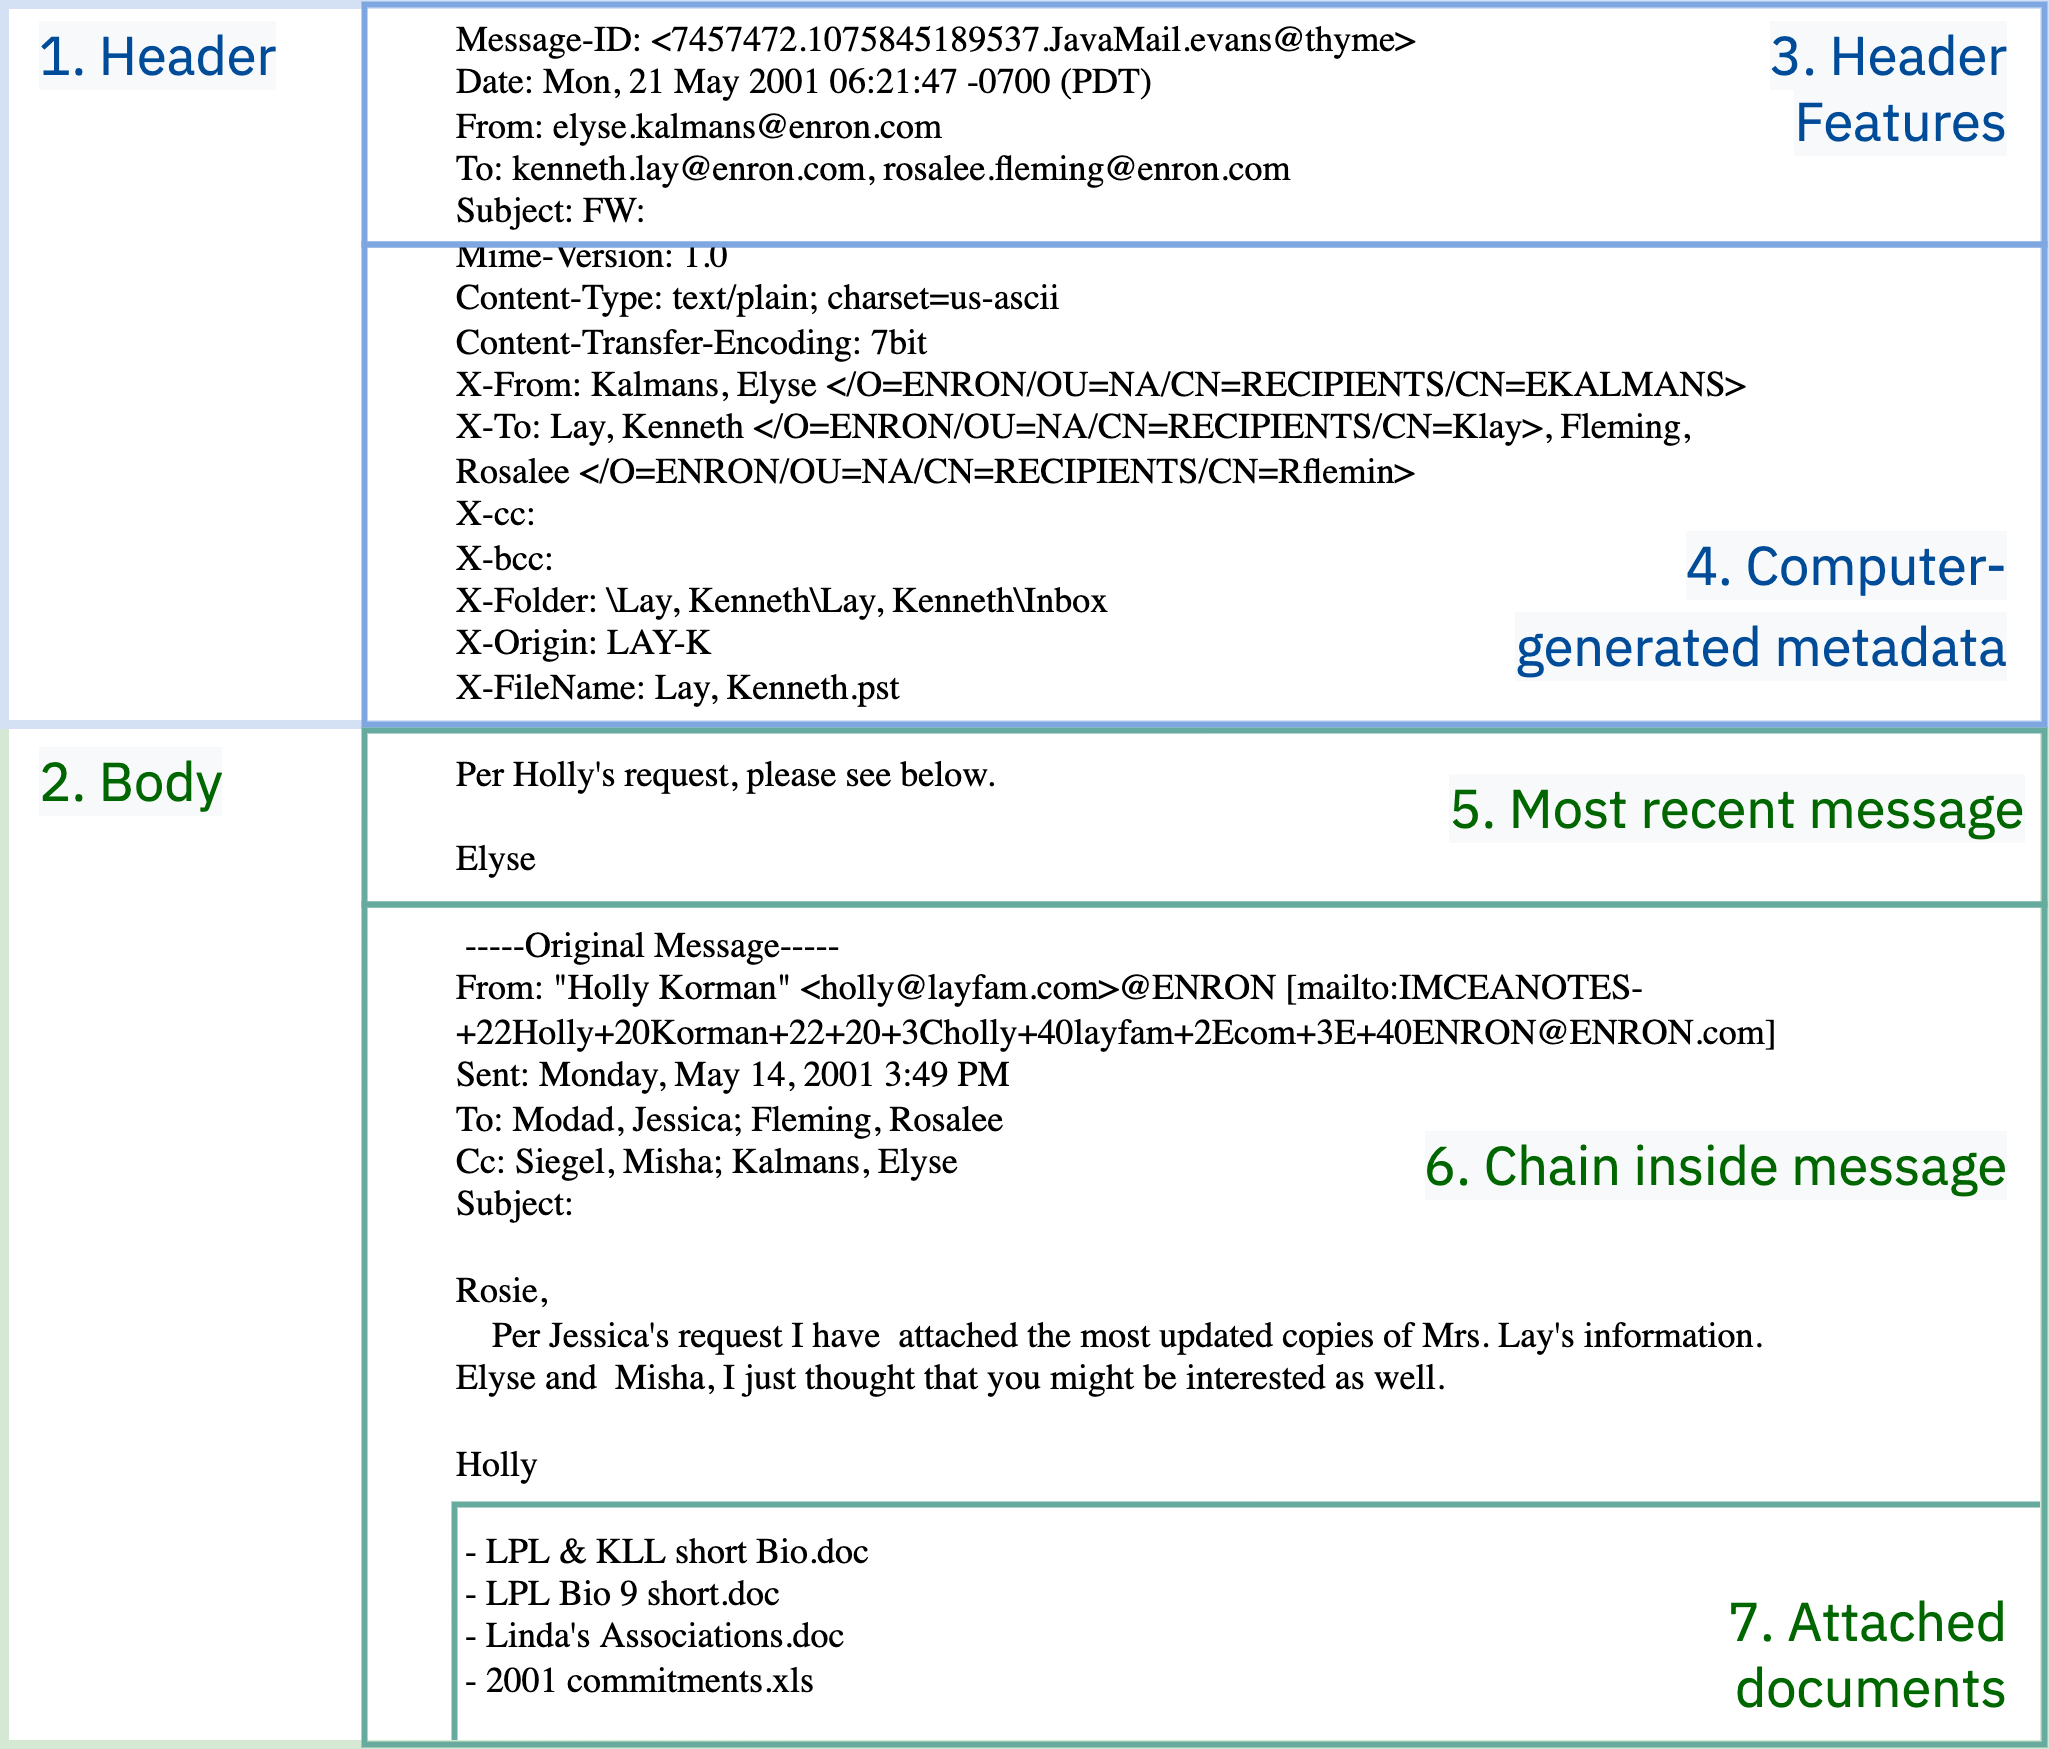 1. Header
Message-ID: <7457472.1075845189537.JavaMail.evans@thyme>
Date: Mon, 21 May 2001 06:21:47 -0700 (PDT)
From: elyse.kalmans@enron.com
To: kenneth.lay@enron.com, rosalee.fleming@enron.com
Subject: FW:
3. Header
Features
Mime-Version: 1.0
Content-Type: text/plain; charset=us-ascii
Content-Transfer-Encoding: 7bit
X-From: Kalmans, Elyse </O=ENRON/OU=NA/CN=RECIPIENTS/CN=EKALMANS>
X-To: Lay, Kenneth </O=ENRON/OU=NA/CN=RECIPIENTS/CN=Klay>, Fleming,
Rosalee </O=ENRON/OU=NA/CN=RECIPIENTS/CN=Rflemin>
X-cc:
X-bcc:
X-Folder: \Lay, Kenneth\Lay, Kenneth\Inbox
X-Origin: LAY-K
X-FileName: Lay, Kenneth.pst
4. Computer-
generated metadata
2. Body
Per Holly's request, please see below.
Elyse
5. Most recent message
-----Original Message-----
From: "Holly Korman" <holly@layfam.com>@ENRON [mailto:IMCEANOTES-
+22Holly+20Korman+22+20+3Cholly+40layfam+2Ecom+3E+40ENRON@ENRON.com]
Sent: Monday, May 14, 2001 3:49 PM
To: Modad, Jessica; Fleming, Rosalee
Cc: Siegel, Misha; Kalmans, Elyse
Subject:
6. Chain inside message
Rosie,
Per Jessica's request I have  attached the most updated copies of Mrs. Lay's information.
Elyse and  Misha, I just thought that you might be interested as well.
Holly
- LPL & KLL short Bio.doc
- LPL Bio 9 short.doc
- Linda's Associations.doc
- 2001 commitments.xls
7. Attached
documents